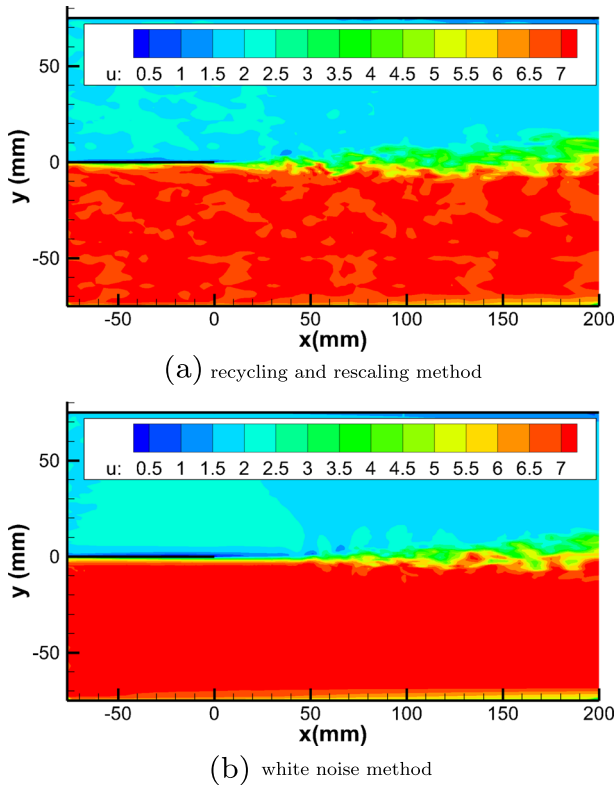 50
u: 0.5 1 1.5 2 2.5 3 3.5 4 4.5 5 5.5 6 6.5 7
0
y (mm)
-50
-50 0 50 100 150 200
x(mm)
(a) recycling and rescaling method
50
u: 0.5 1 1.5 2 2.5 3 3.5 4 4.5 5 5.5 6 6.5 7
0
y (mm)
-50
-50 0 50 100 150 200
x(mm)
(b) white noise method